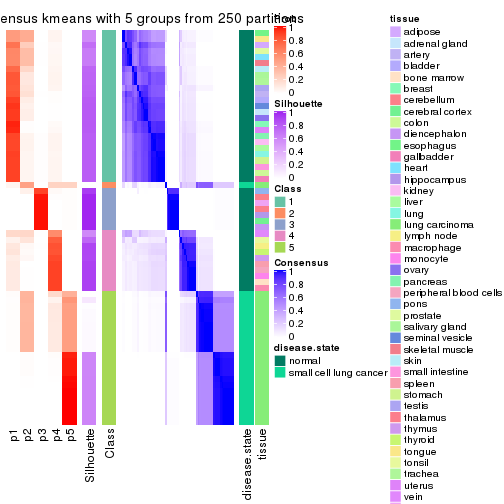 ensus kmeans with 5 groups from 250 partitions
1
0.8
0.6
0.4
0.2
0
Silhouette
1
0.8
0.6
0.4
0.2
0
Class
1
2
3
4
5
Consensus
1
0.8
0.6
0.4
0.2
0
disease.state
normal
small cell lung cancer
tissue
adipose
adrenal gland
artery
bladder
bone marrow
breast
cerebellum
cerebral cortex
colon
diencephalon
esophagus
gallbadder
heart
hippocampus
kidney
liver
lung
lung carcinoma
lymph node
macrophage
monocyte
ovary
pancreas
peripheral blood cells
pons
prostate
salivary gland
seminal vesicle
skeletal muscle
skin
small intestine
spleen
stomach
testis
thalamus
thymus
thyroid
tongue
tonsil
trachea
uterus
vein
p1
p2
p3
p4
p5
Silhouette
Class
disease.state
tissue